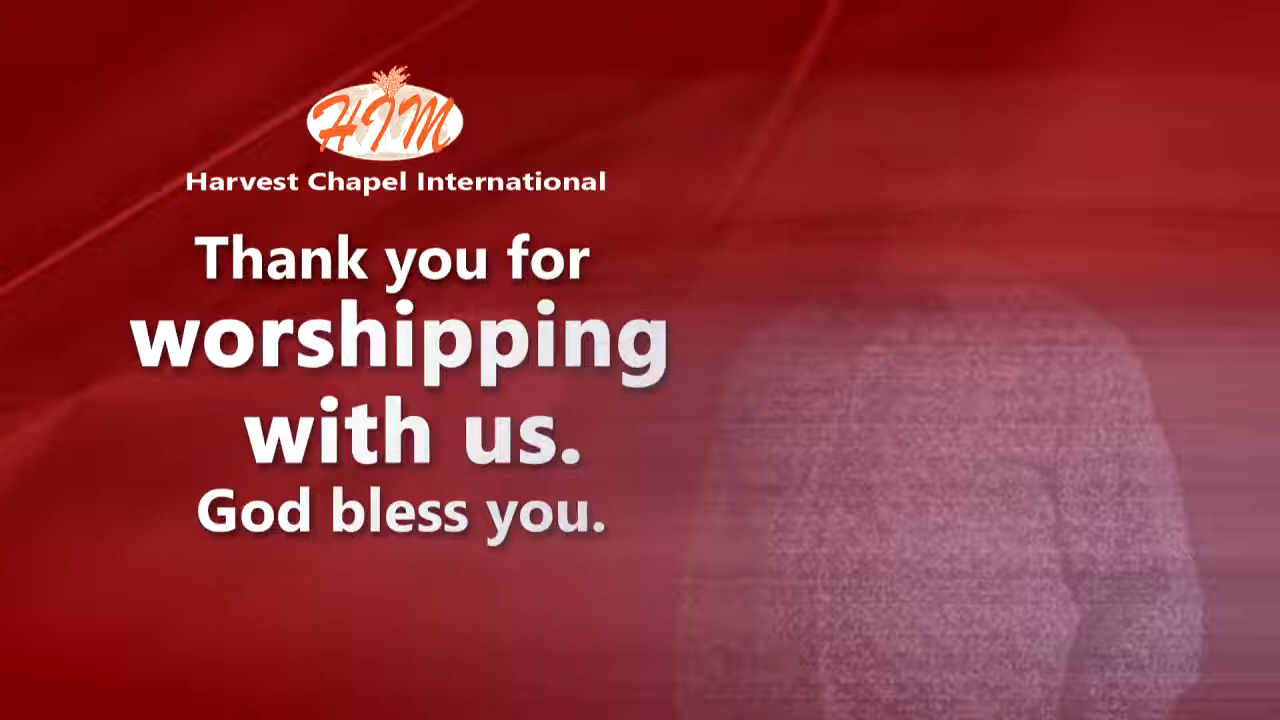 HIM
Harvest Chapel International
Thank you for
worshipping
with us.
God bless you.